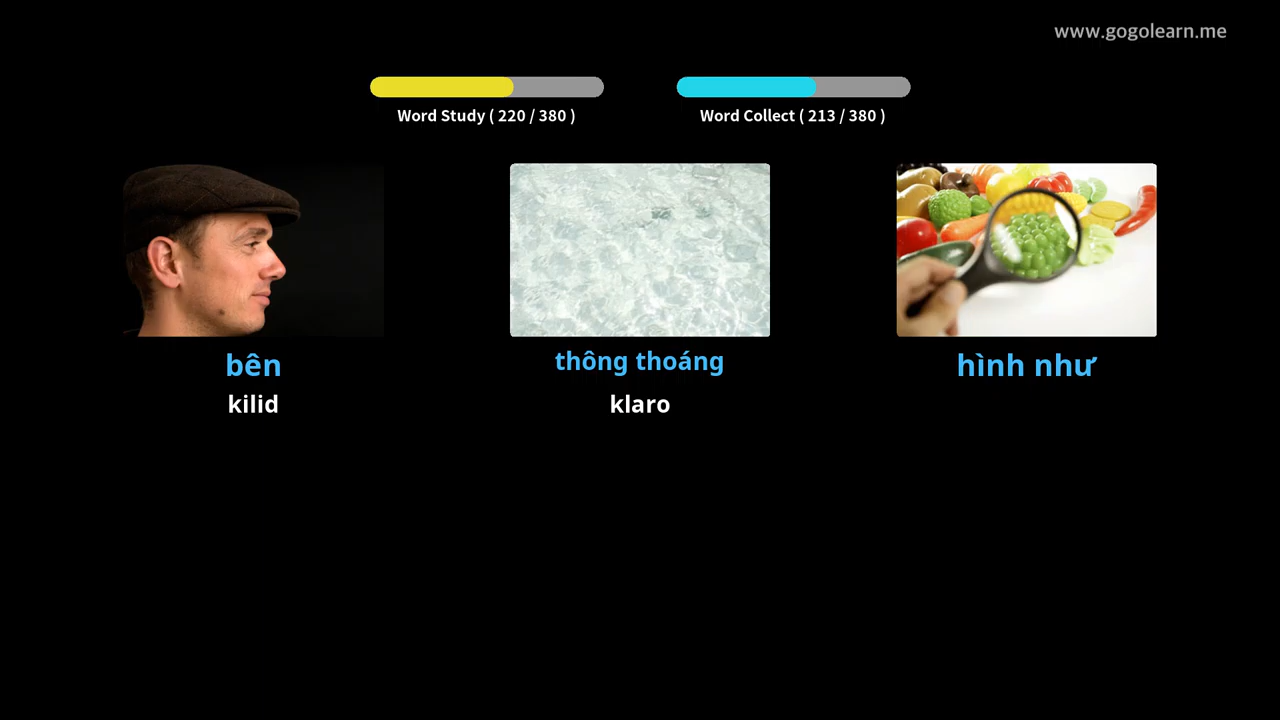 www.gogolearn.me
Word Study ( 220 / 380 )
Word Collect ( 213 / 380 )
bên
thông thoáng
hình như
kilid
klaro